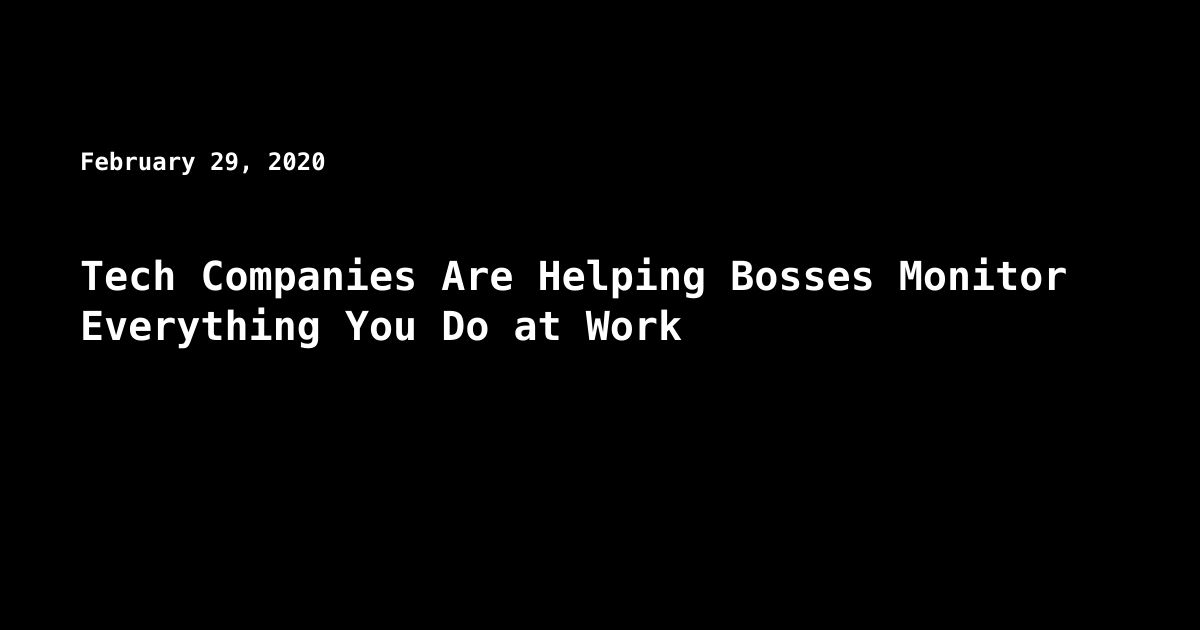 February 29, 2020
Tech Companies Are Helping Bosses Monitor
Everything You Do at Work